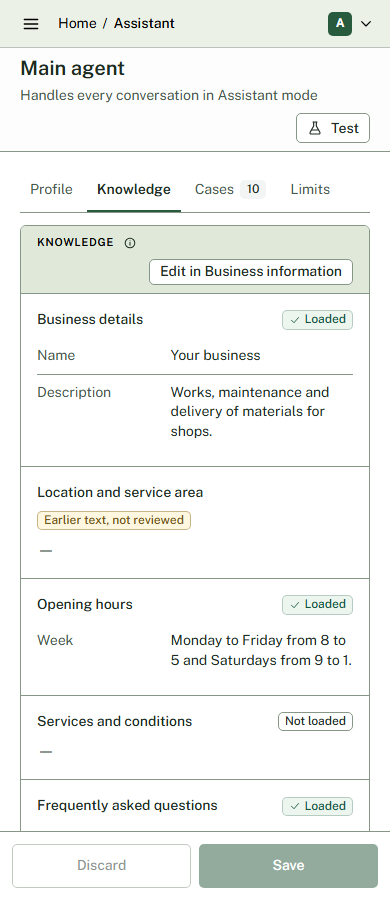 Home / Assistant
A
Main agent
Handles every conversation in Assistant mode
Test
Profile Knowledge Cases 10 Limits
KNOWLEDGE
Edit in Business information
Business details Loaded
Name Your business
Description Works, maintenance and
delivery of materials for
shops.
Location and service area
Earlier text, not reviewed
—
Opening hours Loaded
Week Monday to Friday from 8 to
5 and Saturdays from 9 to 1.
Services and conditions Not loaded
—
Frequently asked questions Loaded
Discard Save